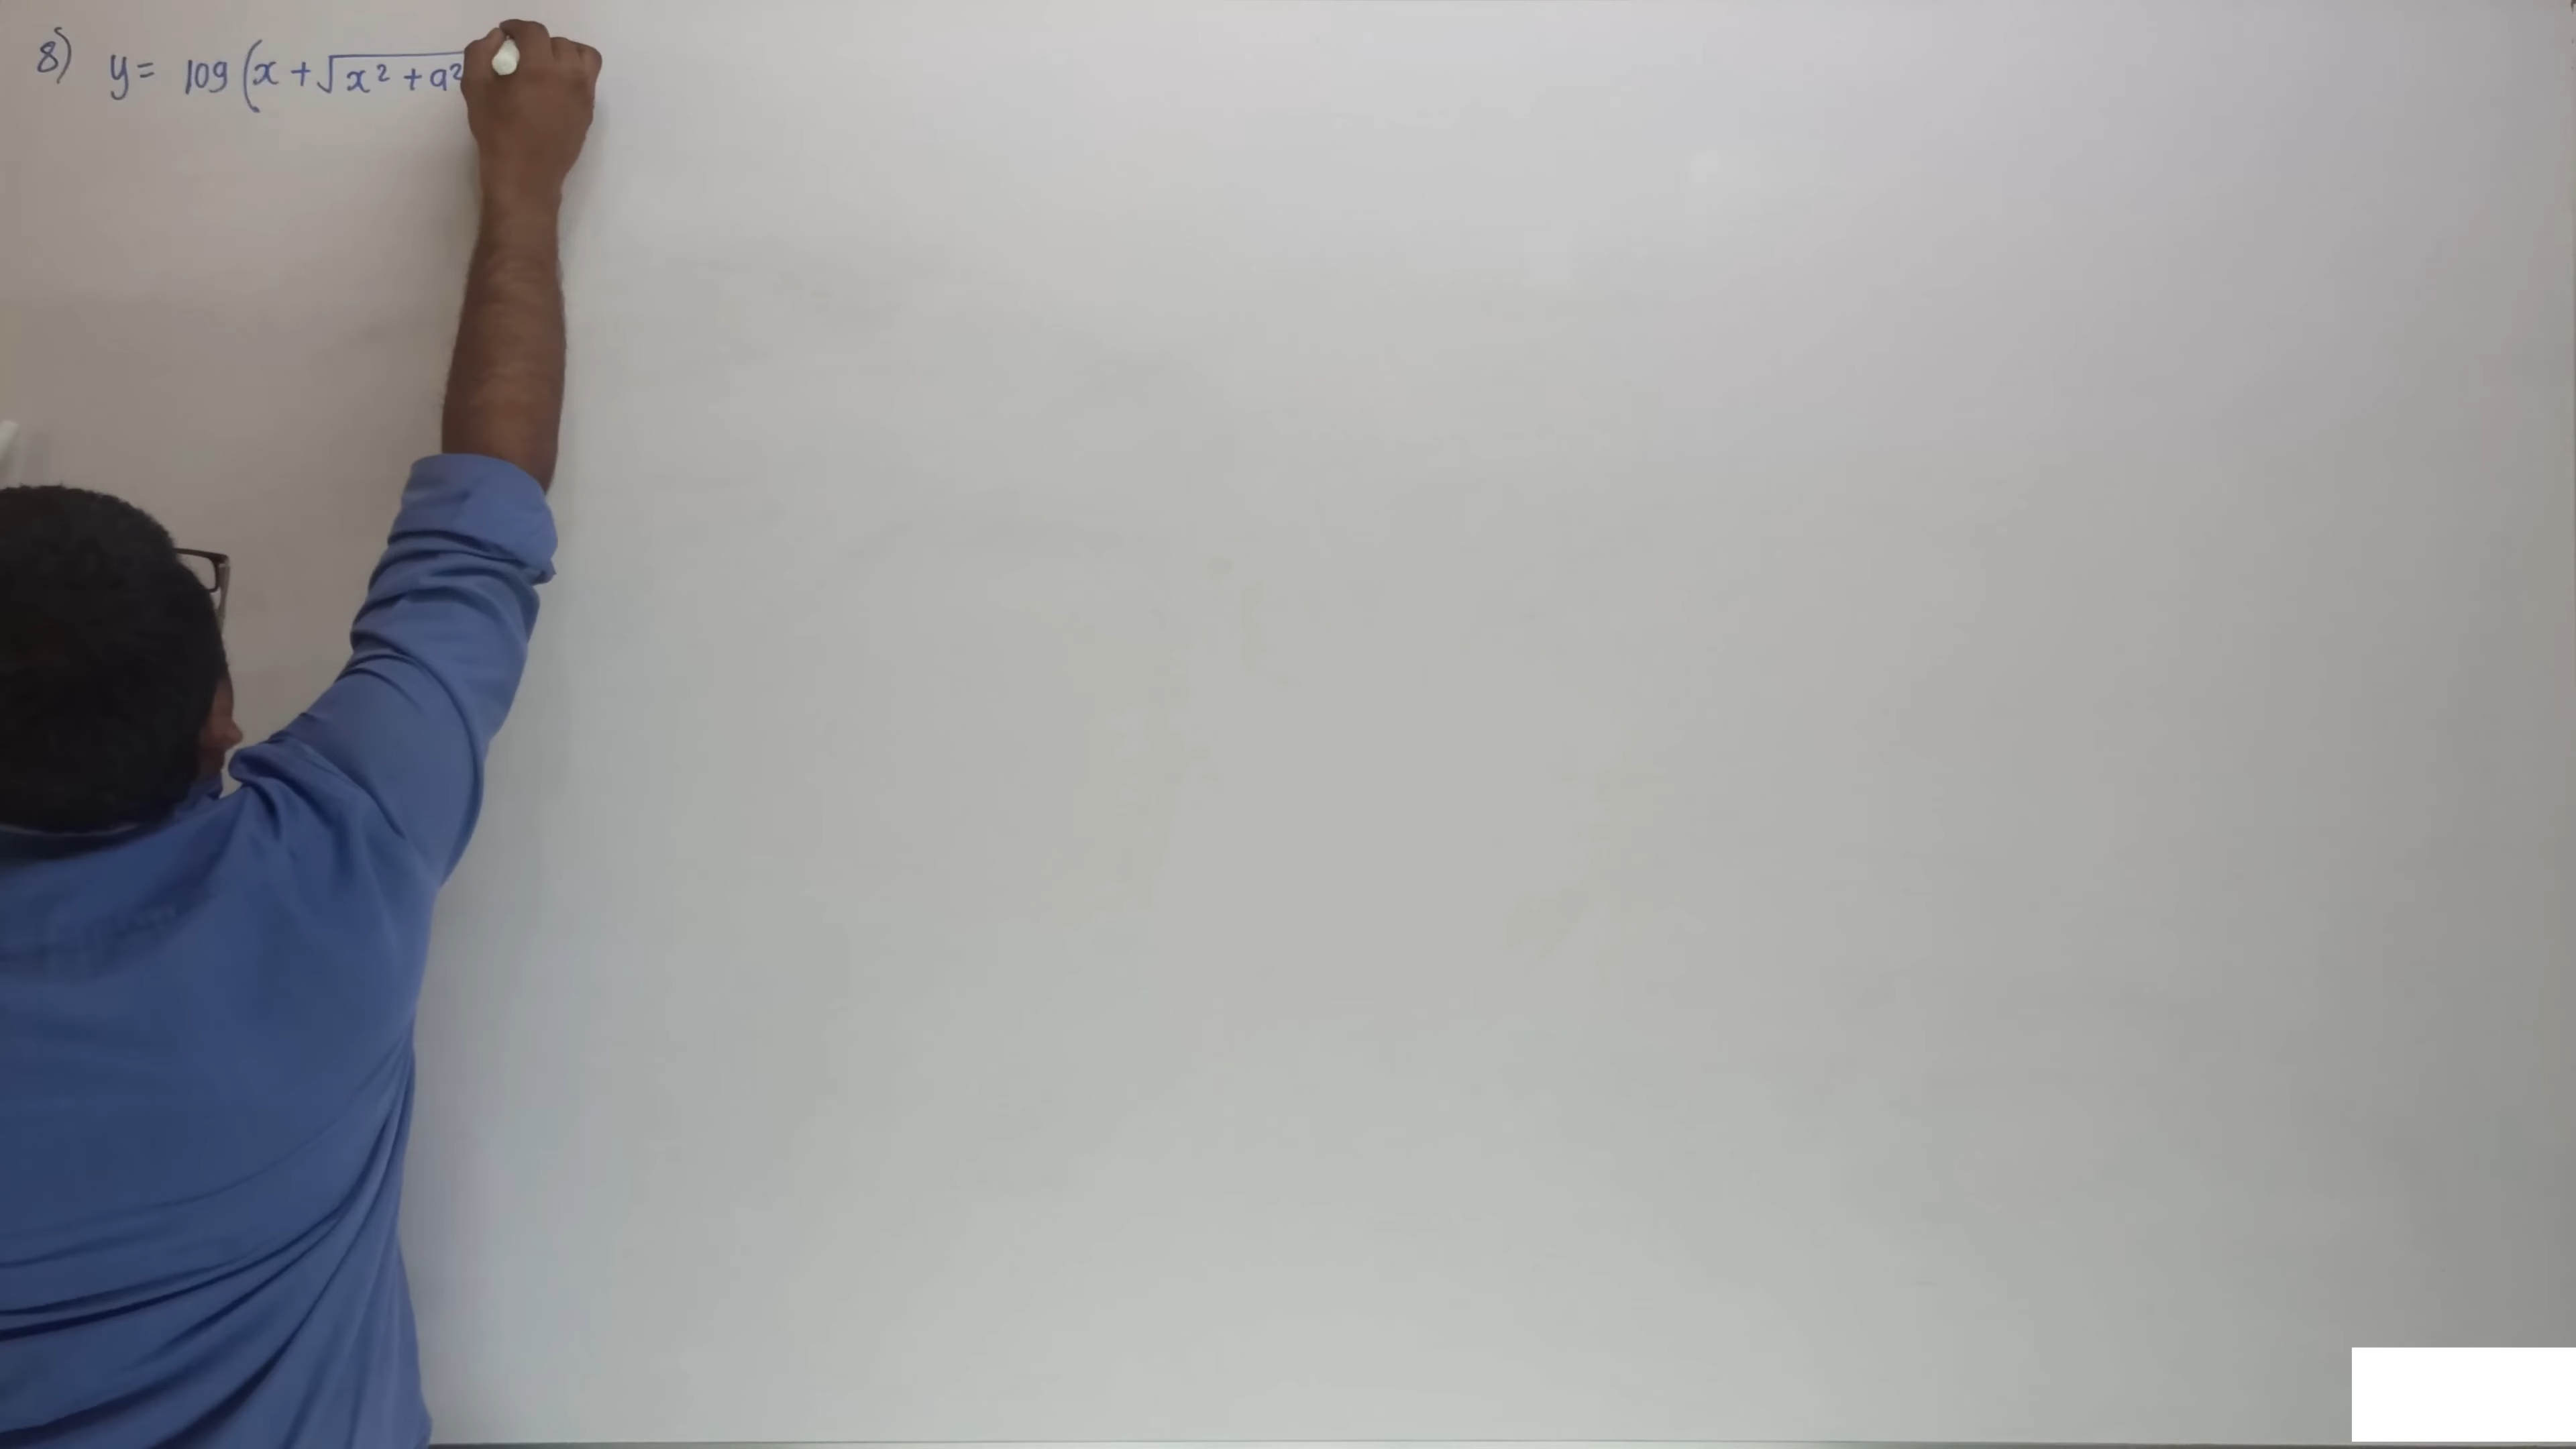 8) y = log (x + √x² + a²